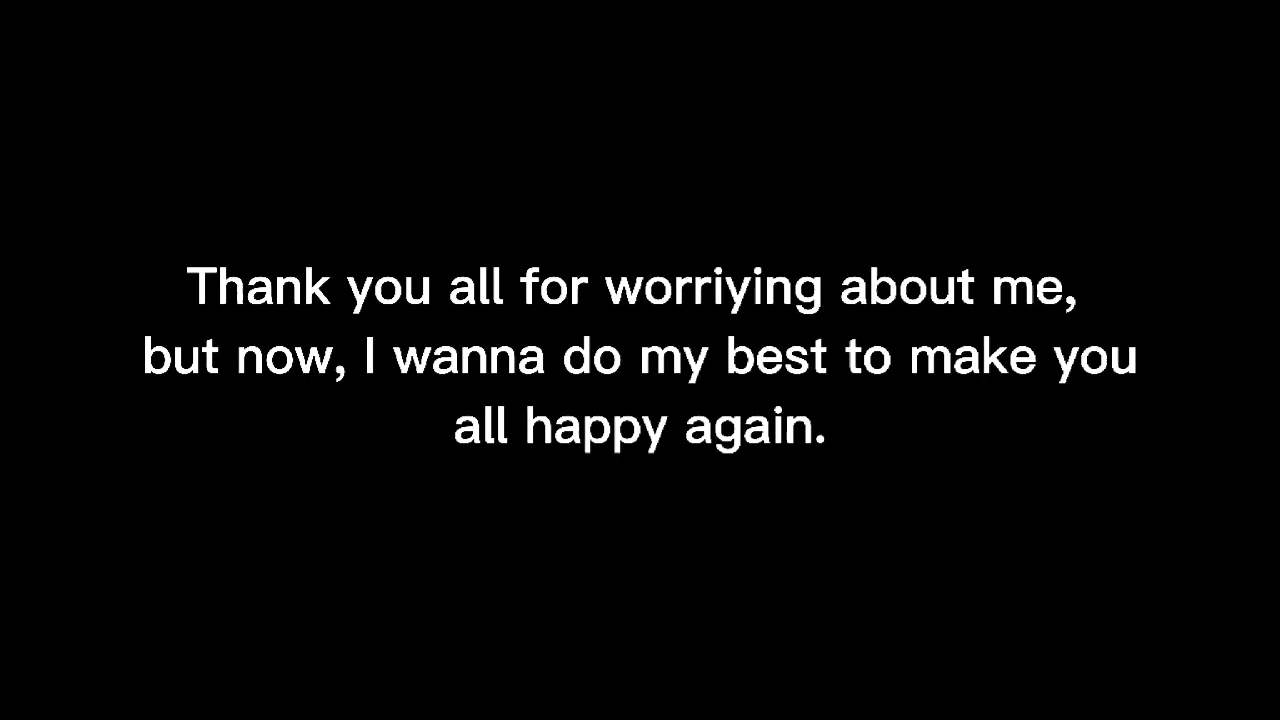 Thank you all for worriying about me,
but now, I wanna do my best to make you
all happy again.